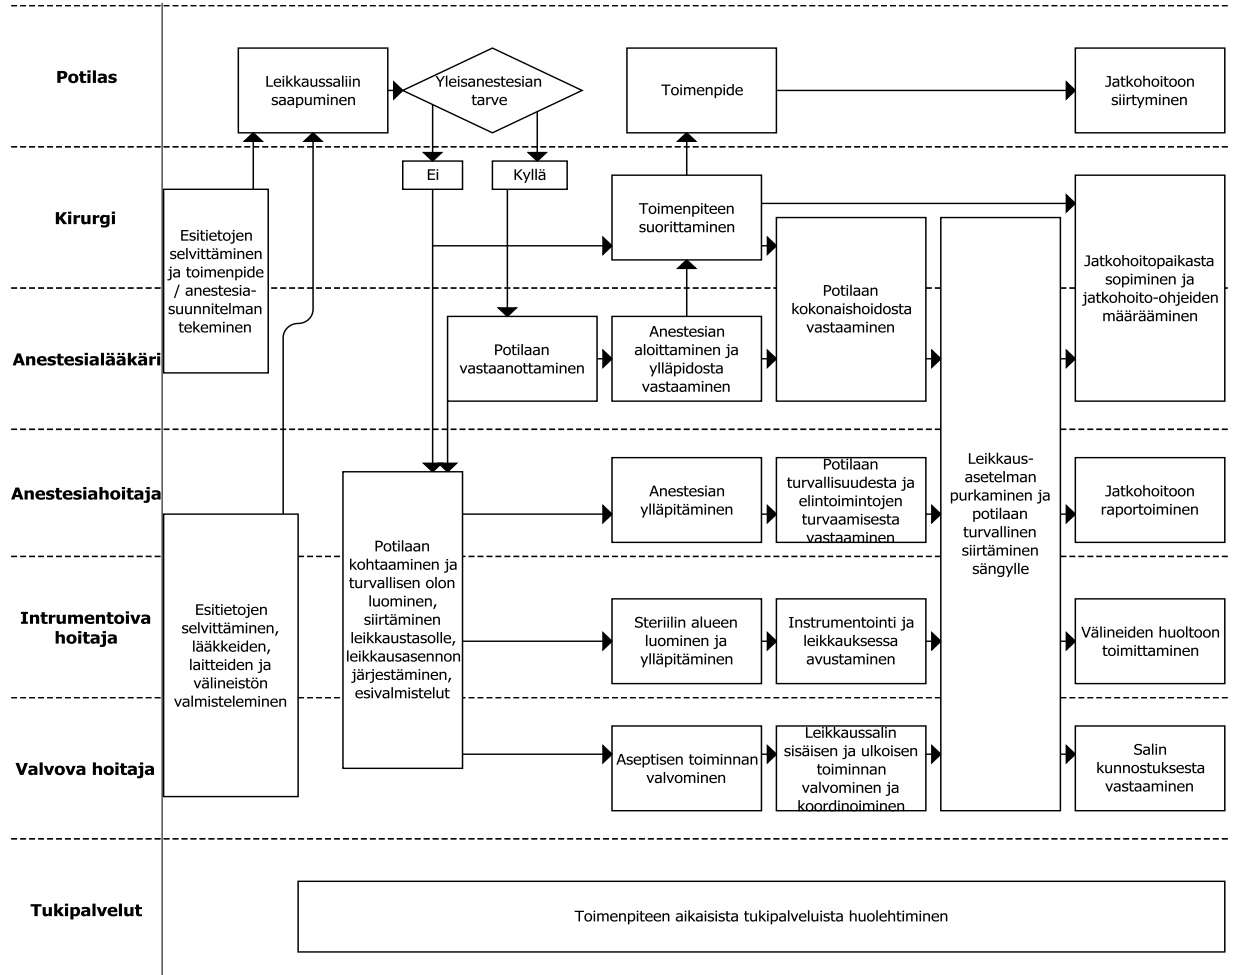 Potilas
Leikkaussaliin
saapuminen
Yleisanestesian
tarve
Toimenpide
Jatkohoitoon
siirtyminen
Ei
Kyllä
Kirurgi
Esitietojen
selvittäminen
ja toimenpide
/ anestesia-
suunnitelman
tekeminen
Toimenpiteen
suorittaminen
Potilaan
kokonaishoidosta
vastaaminen
Jatkohoitopaikasta
sopiminen ja
jatkohoito-ohjeiden
määrääminen
Anestesialääkäri
Potilaan
vastaanottaminen
Anestesian
aloittaminen ja
ylläpidosta
vastaaminen
Anestesiahoitaja
Potilaan
kohtaaminen ja
turvallisen olon
luominen,
siirtäminen
leikkaustasolle,
leikkausasennon
järjestäminen,
esivalmistelut
Anestesian
ylläpitäminen
Potilaan
turvallisuudesta ja
elintoimintojen
turvaamisesta
vastaaminen
Leikkaus-
asetelman
purkaminen ja
potilaan
turvallinen
siirtäminen
sängylle
Jatkohoitoon
raportoiminen
Intrumentoiva
hoitaja
Esitietojen
selvittäminen,
lääkkeiden,
laitteiden ja
välineistön
valmisteleminen
Steriilin alueen
luominen ja
ylläpitäminen
Instrumentointi ja
leikkauksessa
avustaminen
Välineiden huoltoon
toimittaminen
Valvova hoitaja
Aseptisen toiminnan
valvominen
Leikkaussalin
sisäisen ja ulkoisen
toiminnan
valvominen ja
koordinoiminen
Salin
kunnostuksesta
vastaaminen
Tukipalvelut
Toimenpiteen aikaisista tukipalveluista huolehtiminen